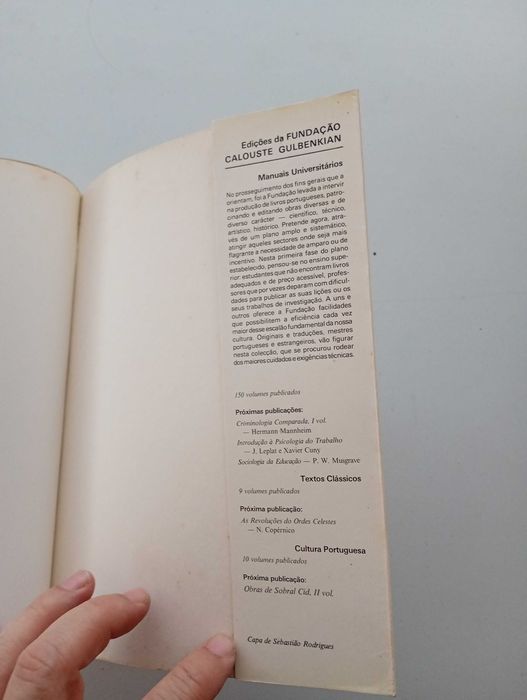 Edições da FUNDAÇÃO
CALOUSTE GULBENKIAN
Manuais Universitários
No prosseguimento dos fins gerais que a
orientam, foi a Fundação levada a intervir
na produção de livros portugueses, patro-
cinando e editando obras diversas e de
diverso carácter — científico, técnico,
artístico, histórico. Pretende agora, atra-
vés de um plano amplo e sistemático,
atingir aqueles sectores onde seja mais
flagrante a necessidade de amparo ou de
incentivo. Nesta primeira fase do plano
estabelecido, pensou-se no ensino supe-
rior: estudantes que não encontram livros
adequados e de preço acessível, profes-
sores que por vezes deparam com dificul-
dades para publicar as suas lições ou os
seus trabalhos de investigação. A uns e
outros oferece a Fundação facilidades
que possibilitem a eficiência cada vez
maior desse escalão fundamental da nossa
cultura. Originais e traduções, mestres
portugueses e estrangeiros, vão figurar
nesta colecção, que se procurou rodear
dos maiores cuidados e exigências técnicas.
150 volumes publicados
Próximas publicações:
Criminologia Comparada, I vol.
— Hermann Mannheim
Introdução à Psicologia do Trabalho
— J. Leplat e Xavier Cuny
Sociologia da Educação — P. W. Musgrave
Textos Clássicos
9 volumes publicados
Próxima publicação:
As Revoluções do Ordes Celestes
— N. Copérnico
Cultura Portuguesa
10 volumes publicados
Próxima publicação:
Obras de Sobral Cid, II vol.
Capa de Sebastião Rodrigues